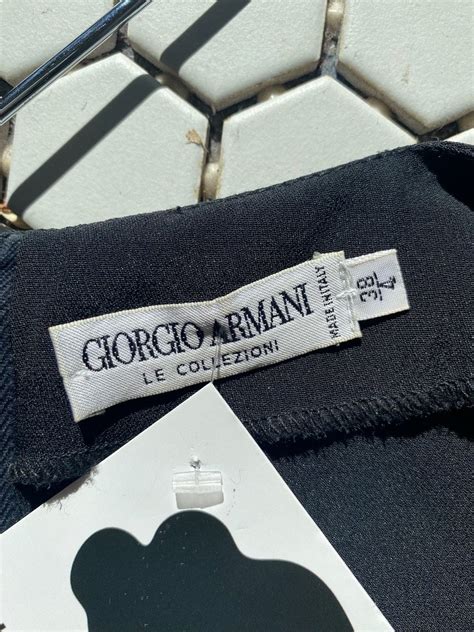 GIORGIO ARMANI
LE COLLEZIONI
MADE IN ITALY
38
4